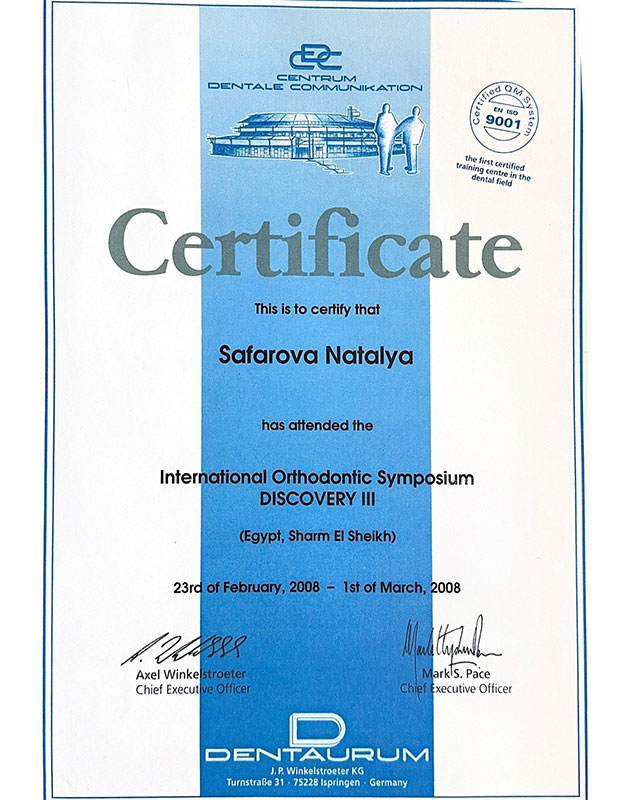 CDC
CENTRUM
DENTALE COMMUNIKATION
Certified QM System
EN ISO
9001
the first certified
training centre in the
dental field
Certificate
This is to certify that
Safarova Natalya
has attended the
International Orthodontic Symposium
DISCOVERY III
(Egypt, Sharm El Sheikh)
23rd of February, 2008 – 1st of March, 2008
Axel Winkelstroeter
Chief Executive Officer
Mark S. Pace
Chief Executive Officer
D
DENTAURUM
J.P. Winkelstroeter KG
Turnstraße 31 · 75228 Ispringen · Germany